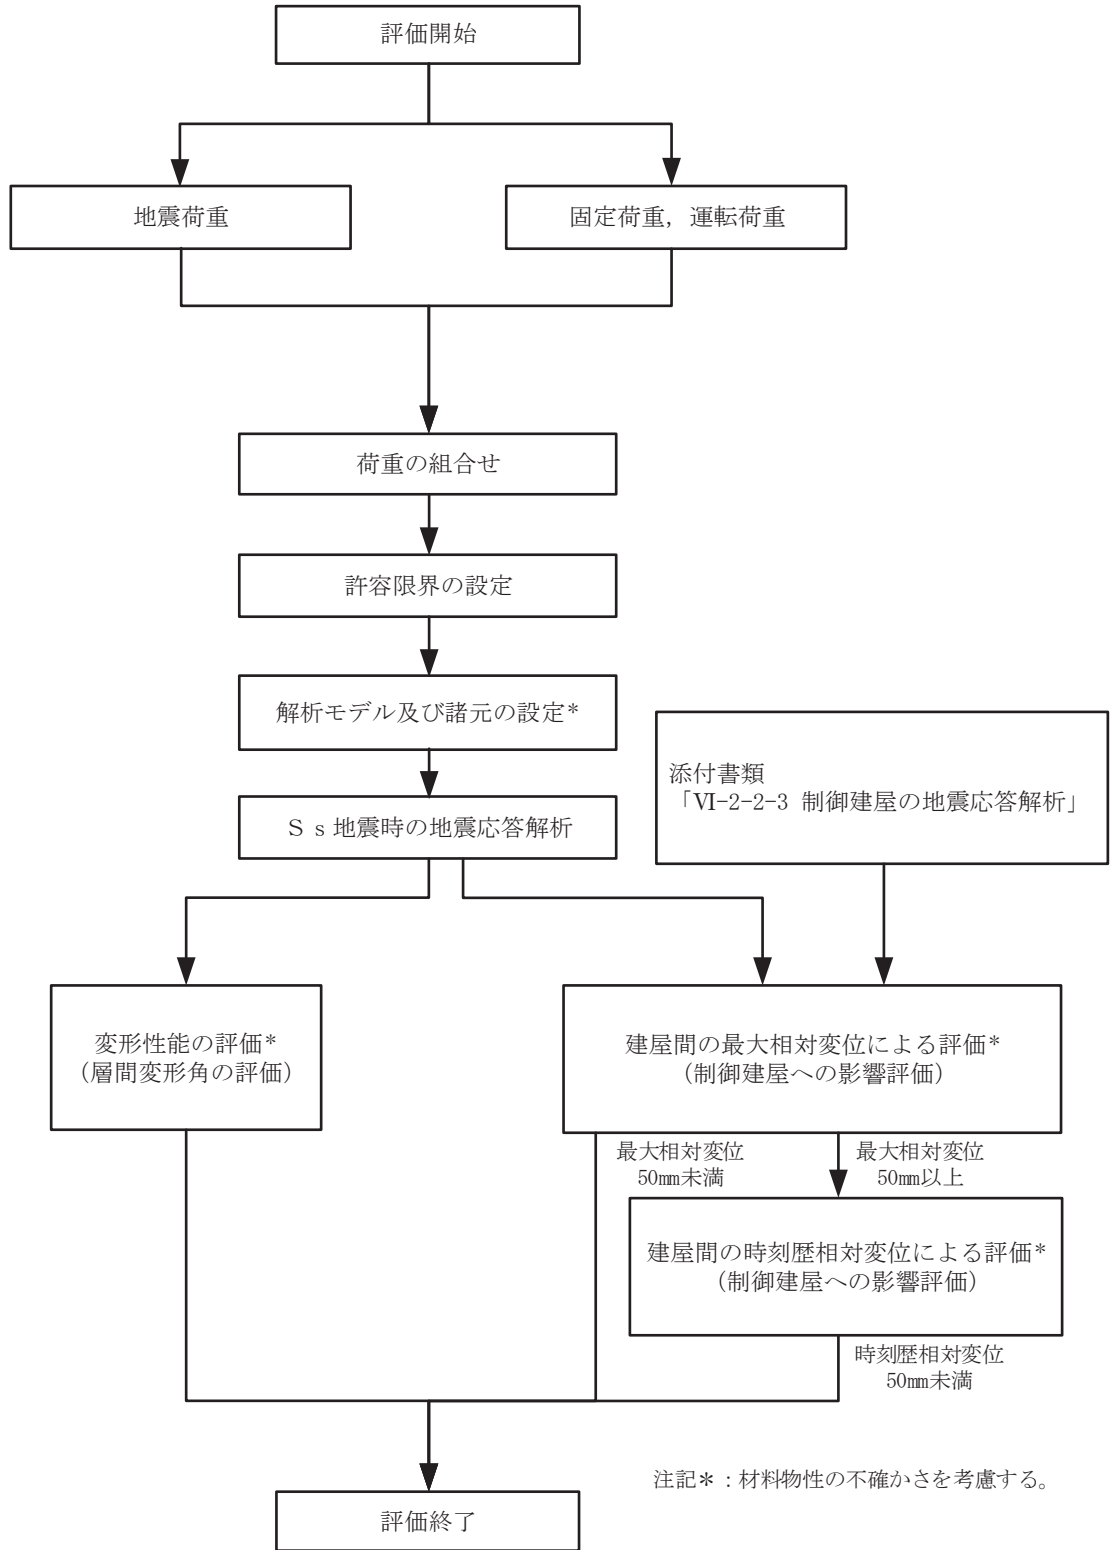 評価開始
地震荷重
固定荷重，運転荷重
荷重の組合せ
許容限界の設定
解析モデル及び諸元の設定*
Ｓｓ地震時の地震応答解析
添付書類
「Ⅵ-2-2-3 制御建屋の地震応答解析」
変形性能の評価*
（層間変形角の評価）
建屋間の最大相対変位による評価*
（制御建屋への影響評価）
最大相対変位
50㎜未満
最大相対変位
50㎜以上
建屋間の時刻歴相対変位による評価*
（制御建屋への影響評価）
時刻歴相対変位
50㎜未満
注記＊：材料物性の不確かさを考慮する。
評価終了